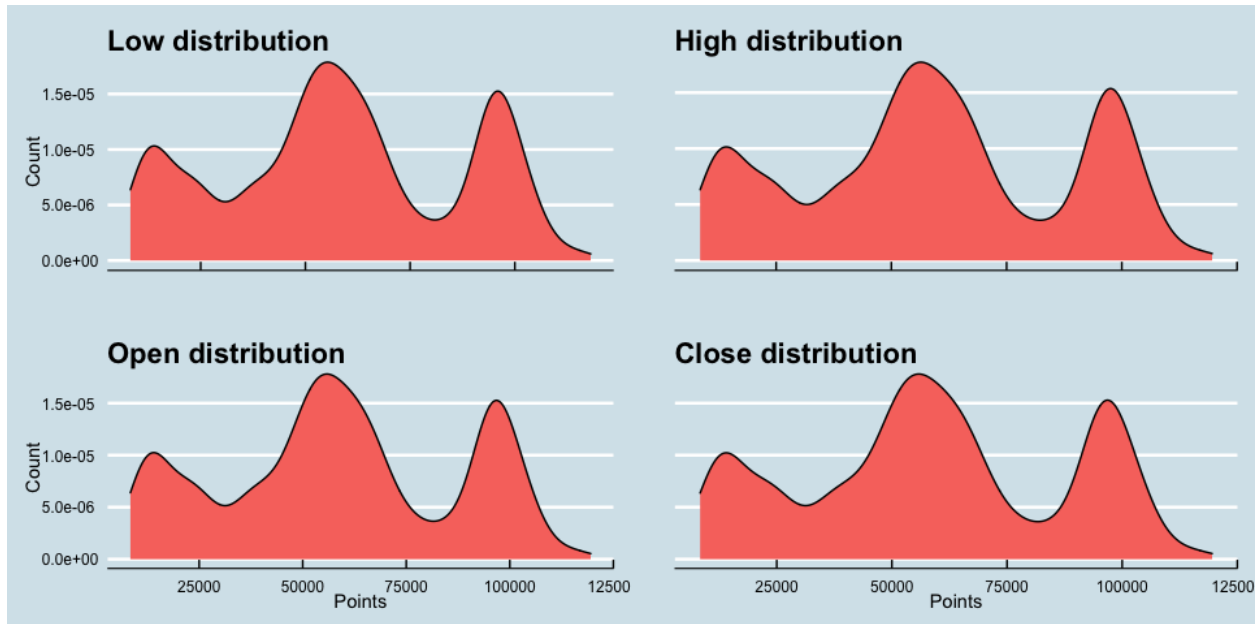 Low distribution
High distribution
1.5e-05
1.0e-05
5.0e-06
0.0e+00
Count
Open distribution
Close distribution
1.5e-05
1.0e-05
5.0e-06
0.0e+00
Count
25000 50000 75000 100000 12500
Points
25000 50000 75000 100000 12500
Points